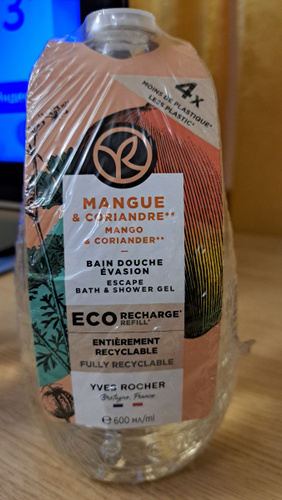 4x
MOINS DE PLASTIQUE*
LESS PLASTIC*
MANGUE
& CORIANDRE**
MANGO
& CORIANDER**
BAIN DOUCHE
ÉVASION
ESCAPE
BATH & SHOWER GEL
ECO RECHARGE*
REFILL*
ENTIÈREMENT
RECYCLABLE
FULLY RECYCLABLE
YVES ROCHER
Bretagne, France
℮ 600 мл/ml